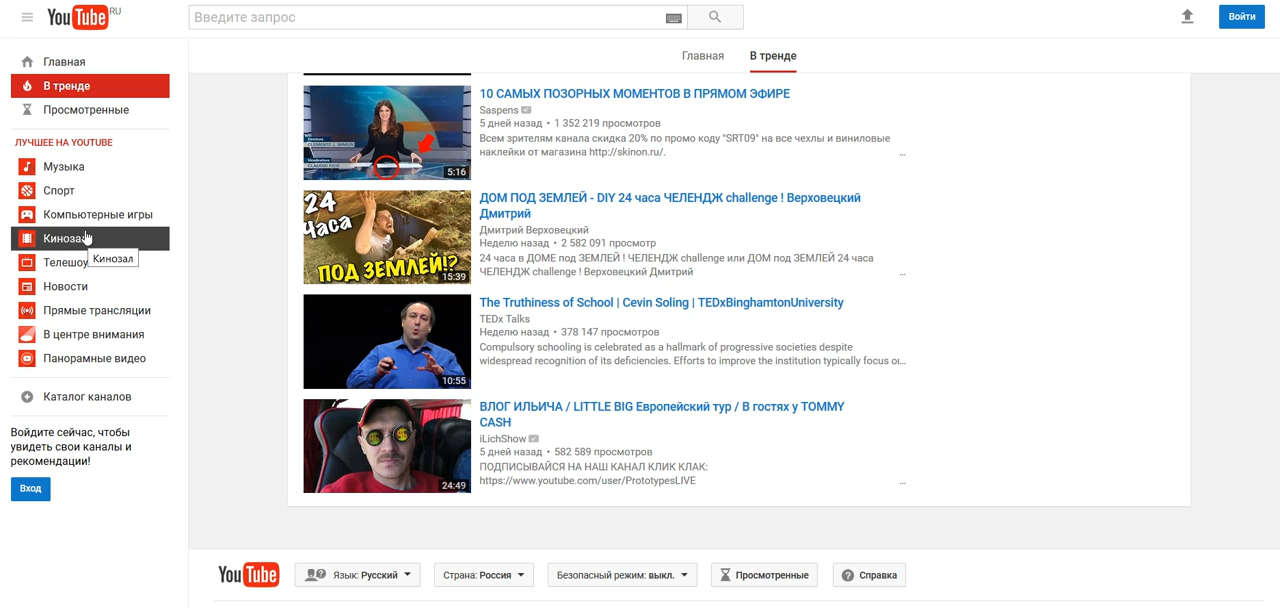 YouTube RU
Введите запрос
Войти
Главная
В тренде
Просмотренные
ЛУЧШЕЕ НА YOUTUBE
Музыка
Спорт
Компьютерные игры
Кинозал
Кинозал
Телешоу
Новости
Прямые трансляции
В центре внимания
Панорамные видео
Каталог каналов
Войдите сейчас, чтобы
увидеть свои каналы и
рекомендации!
Вход
Главная
В тренде
5:16
10 САМЫХ ПОЗОРНЫХ МОМЕНТОВ В ПРЯМОМ ЭФИРЕ
Saspens
5 дней назад • 1 352 219 просмотров
Всем зрителям канала скидка 20% по промо коду "SRT09" на все чехлы и виниловые
наклейки от магазина http://skinon.ru/. ...
24
Часа
ПОД ЗЕМЛЕЙ!?
15:39
ДОМ ПОД ЗЕМЛЕЙ - DIY 24 часа ЧЕЛЕНДЖ challenge ! Верховецкий
Дмитрий
Дмитрий Верховецкий
Неделю назад • 2 582 091 просмотр
24 часа в ДОМЕ под ЗЕМЛЕЙ ! ЧЕЛЕНДЖ или ДОМ под ЗЕМЛЕЙ 24 часа
ЧЕЛЕНДЖ challenge ! Верховецкий Дмитрий ...
10:55
The Truthiness of School | Cevin Soling | TEDxBinghamtonUniversity
TEDx Talks
Неделю назад • 378 147 просмотров
Compulsory schooling is celebrated as a hallmark of progressive societies despite
widespread recognition of its deficiencies. Efforts to improve the institution typically focus o...
24:49
ВЛОГ ИЛЬИЧА / LITTLE BIG Европейский тур / В гостях у TOMMY
CASH
iLichShow
5 дней назад • 582 589 просмотров
ПОДПИСЫВАЙСЯ НА НАШ КАНАЛ КЛИК КЛАК:
https://www.youtube.com/user/PrototypesLIVE ...
YouTube
Язык: Русский
Страна: Россия
Безопасный режим: выкл.
Просмотренные
Справка